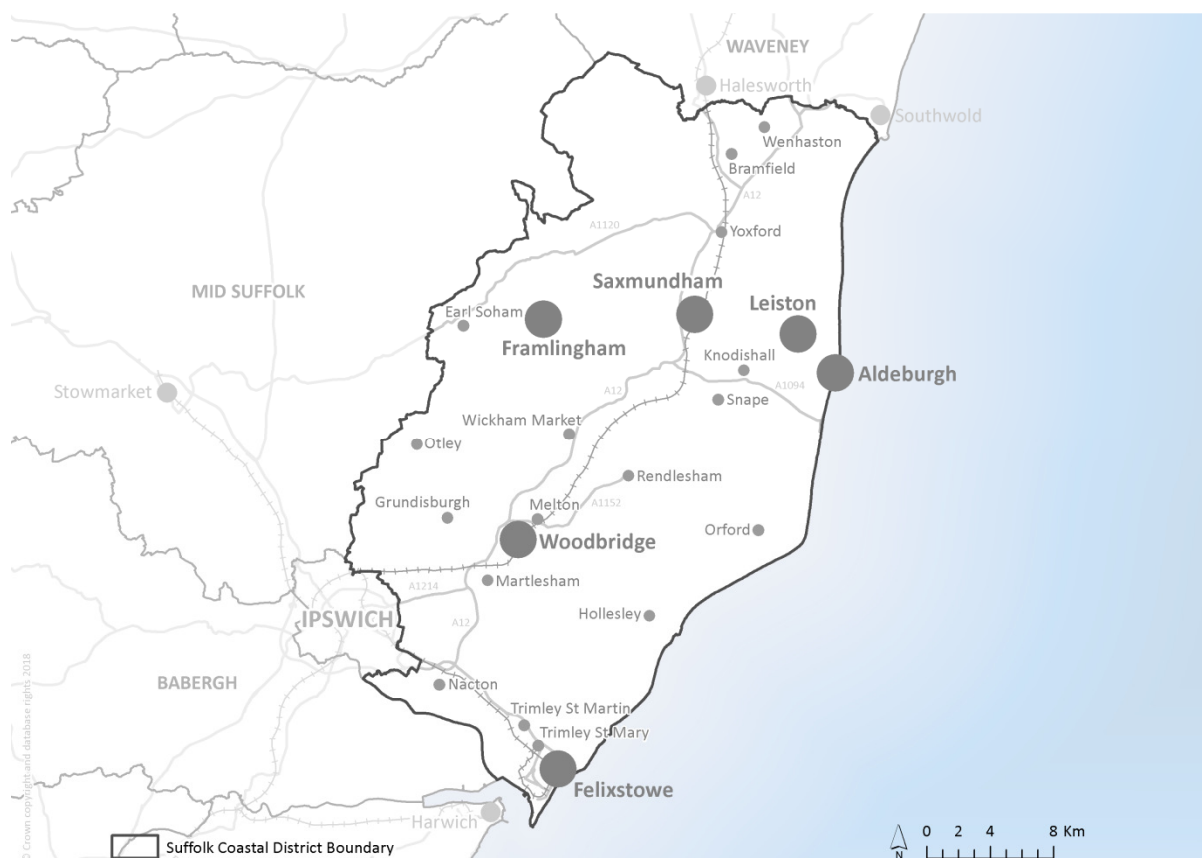 WAVENEY
Halesworth
Southwold
Wenhaston
Bramfield
A12
Yoxford
A1120
Saxmundham
Leiston
MID SUFFOLK
Earl Soham
Framlingham
Knodishall
Aldeburgh
A1094
Stowmarket
A12
Snape
Wickham Market
Otley
Rendlesham
Grundisburgh
A1152
Melton
Orford
Woodbridge
Martlesham
A1214
Hollesley
IPSWICH
A12
BABERGH
Nacton
Trimley St Martin
Trimley St Mary
Felixstowe
Harwich
© Crown copyright and database rights 2018
Suffolk Coastal District Boundary
N
0 2 4 8 Km